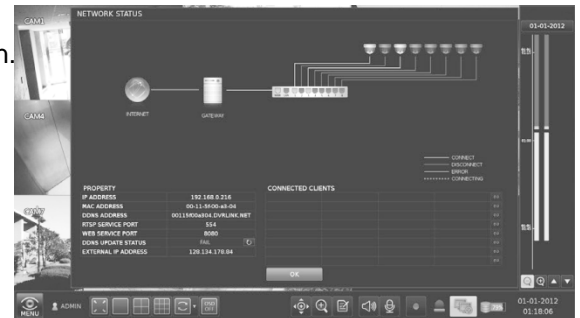 n.
CAM1
NETWORK STATUS
01-01-2012
CAM4
INTERNET
GATEWAY
CONNECT
DISCONNECT
ERROR
CONNECTING
PROPERTY
CONNECTED CLIENTS
IP ADDRESS 192.168.0.216
MAC ADDRESS 00-11-5F-00-a8-04
DDNS ADDRESS 00115f00a804.DVRLINK.NET
RTSP SERVICE PORT 554
WEB SERVICE PORT 8080
DDNS UPDATE STATUS FAIL
EXTERNAL IP ADDRESS 128.134.178.84
CAM7
OK
MENU
ADMIN
01-01-2012
01:18:06